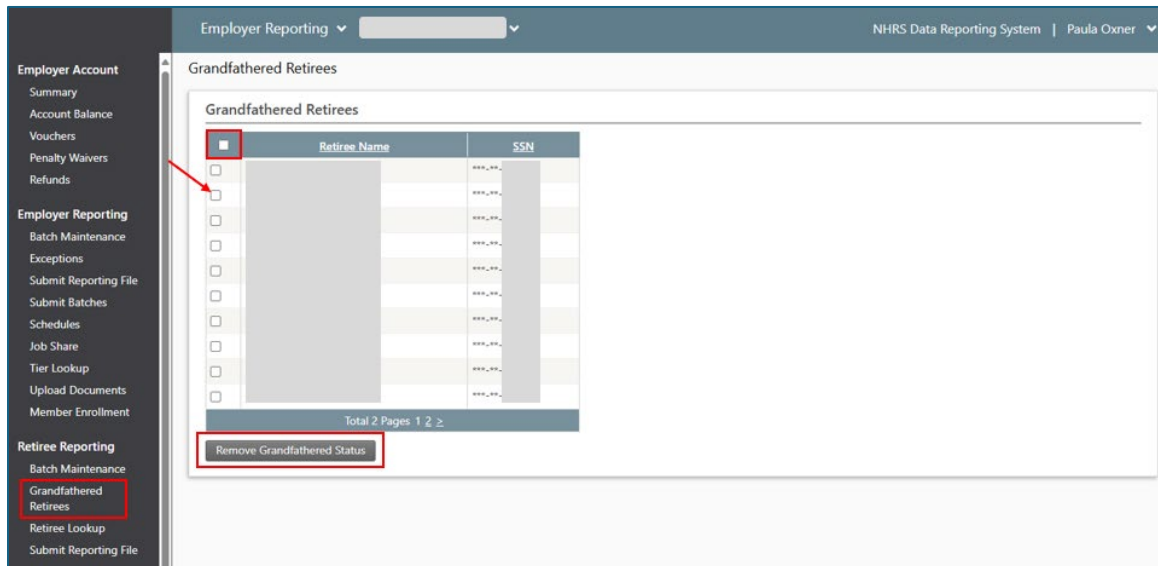 Employer Reporting
NHRS Data Reporting System | Paula Oxner
Employer Account
Summary
Account Balance
Vouchers
Penalty Waivers
Refunds
Employer Reporting
Batch Maintenance
Exceptions
Submit Reporting File
Submit Batches
Schedules
Job Share
Tier Lookup
Upload Documents
Member Enrollment
Retiree Reporting
Batch Maintenance
Grandfathered
Retirees
Retiree Lookup
Submit Reporting File
Grandfathered Retirees
Grandfathered Retirees
Retiree Name SSN
***-**-
***-**-
***-**-
***-**-
***-**-
***-**-
***-**-
***-**-
***-**-
***-**-
Total 2 Pages 1 2 >
Remove Grandfathered Status